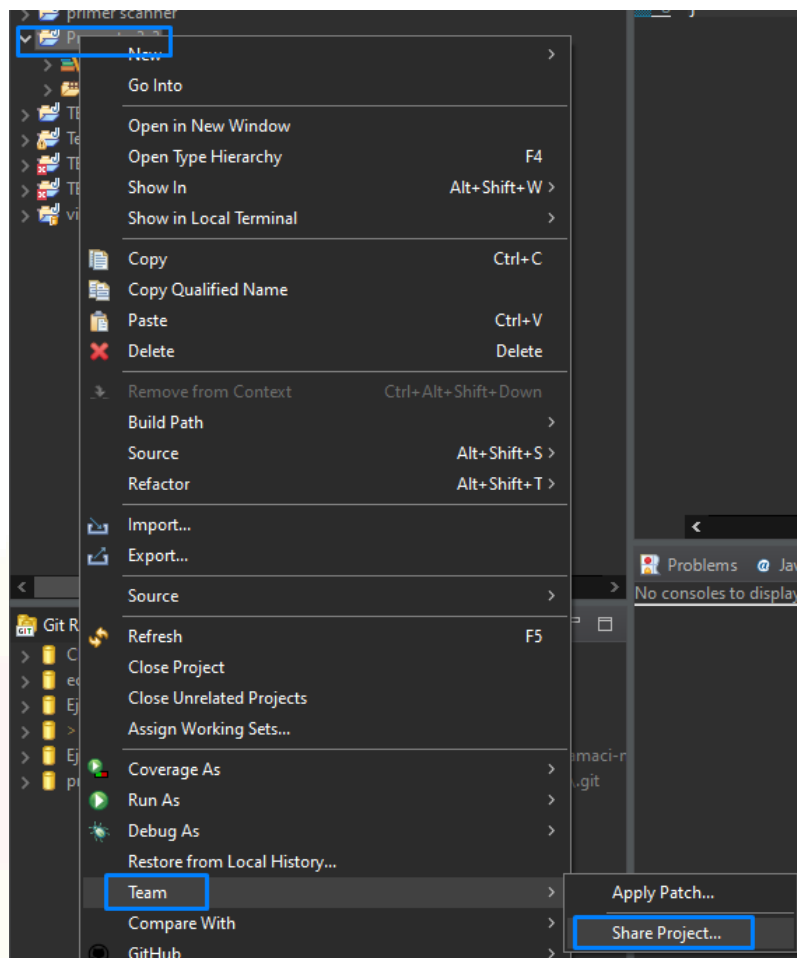 primer scanner
New
Go Into
Open in New Window
Open Type Hierarchy F4
Show In Alt+Shift+W >
Show in Local Terminal
Copy Ctrl+C
Copy Qualified Name
Paste Ctrl+V
Delete Delete
Remove from Context Ctrl+Alt+Shift+Down
Build Path
Source Alt+Shift+S >
Refactor Alt+Shift+T >
Import...
Export...
Problems @ Jav
No consoles to display
Source
Git R
Refresh F5
Close Project
Close Unrelated Projects
Assign Working Sets...
amaci-r
Coverage As
.git
Run As
Debug As
Restore from Local History...
Team
Apply Patch...
Compare With
Share Project...
GitHub